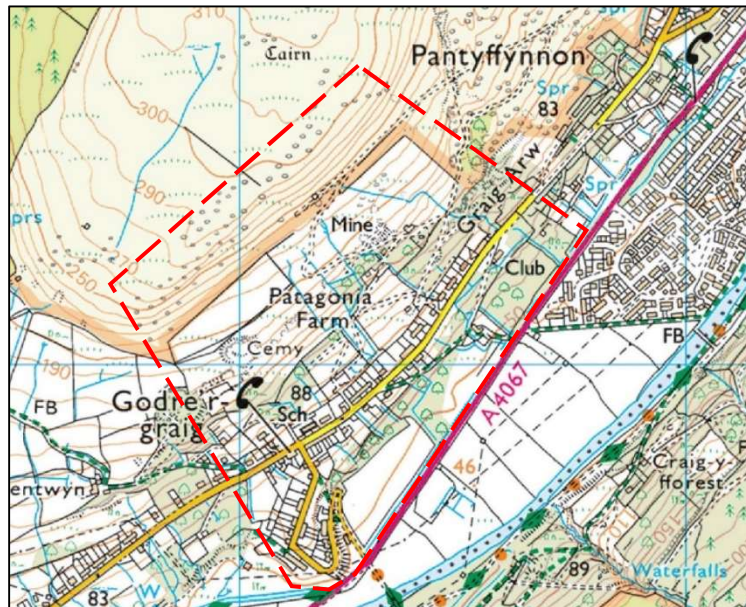 310
Cairn
Pantyffynnon
Spr
83
300
Graig Arw
290
Spr
Mine
prs
270
250
Club
Patagonia
Farm
50
Cemy
FB
190
A 4067
88
Godre'r-
graig
Sch
FB
46
Craig-y-
fforest
entwyn
W
83
89
Waterfalls